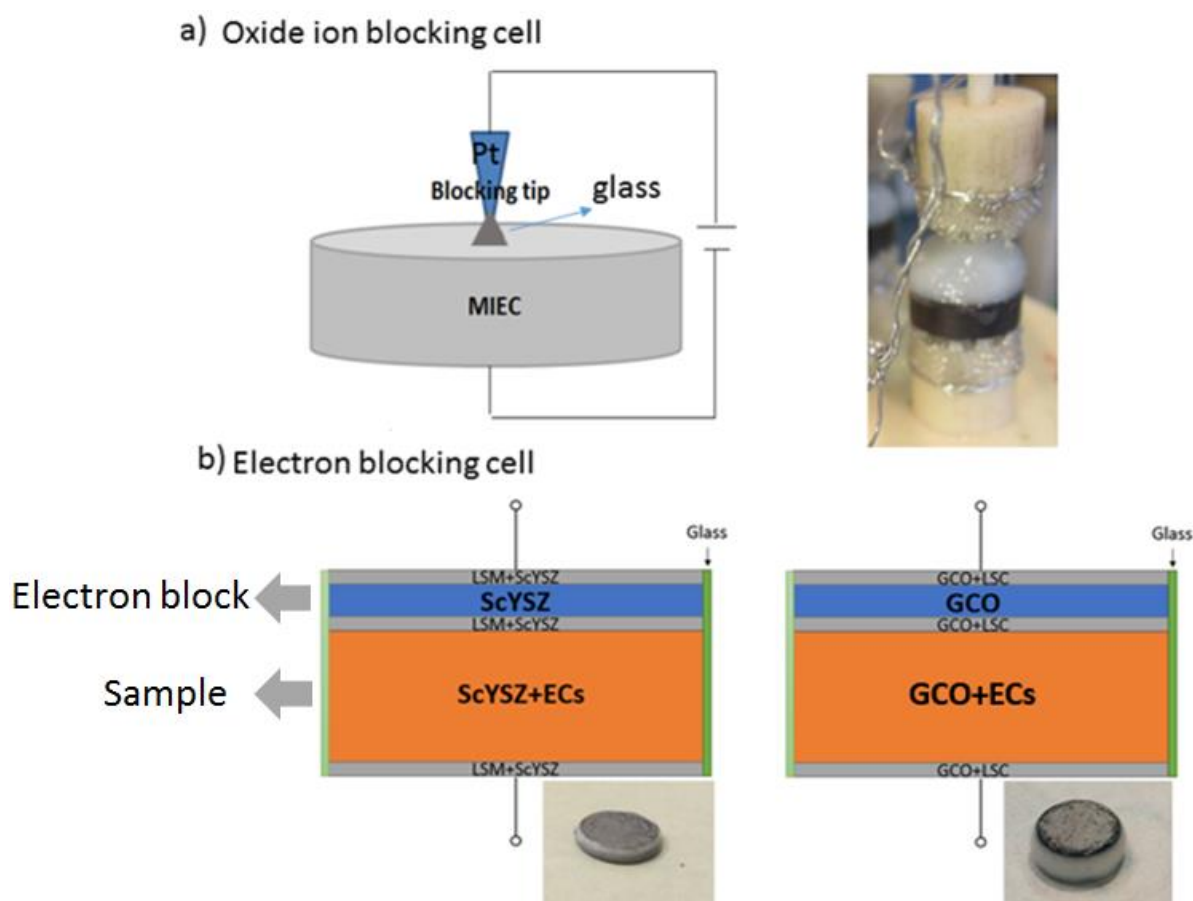 a) Oxide ion blocking cell
Pt
Blocking tip
glass
MIEC
b) Electron blocking cell
Glass
Glass
LSM+ScYSZ
GCO+LSC
Electron block
ScYSZ
GCO
LSM+ScYSZ
GCO+LSC
Sample
ScYSZ+ECs
GCO+ECs
LSM+ScYSZ
GCO+LSC